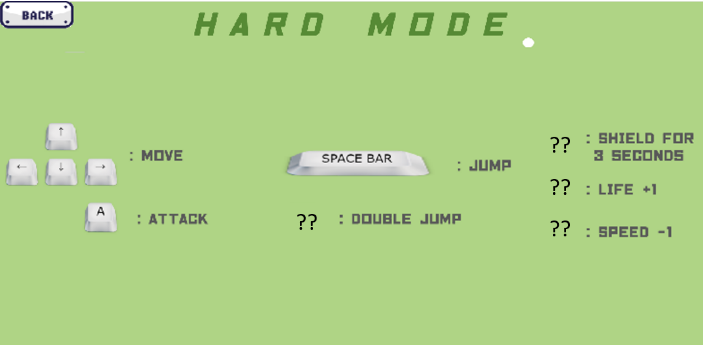 BACK
HARD MODE
↑
← ↓ →
: MOVE
A
: ATTACK
SPACE BAR
: JUMP
?? : DOUBLE JUMP
?? : SHIELD FOR
3 SECONDS
?? : LIFE +1
?? : SPEED -1